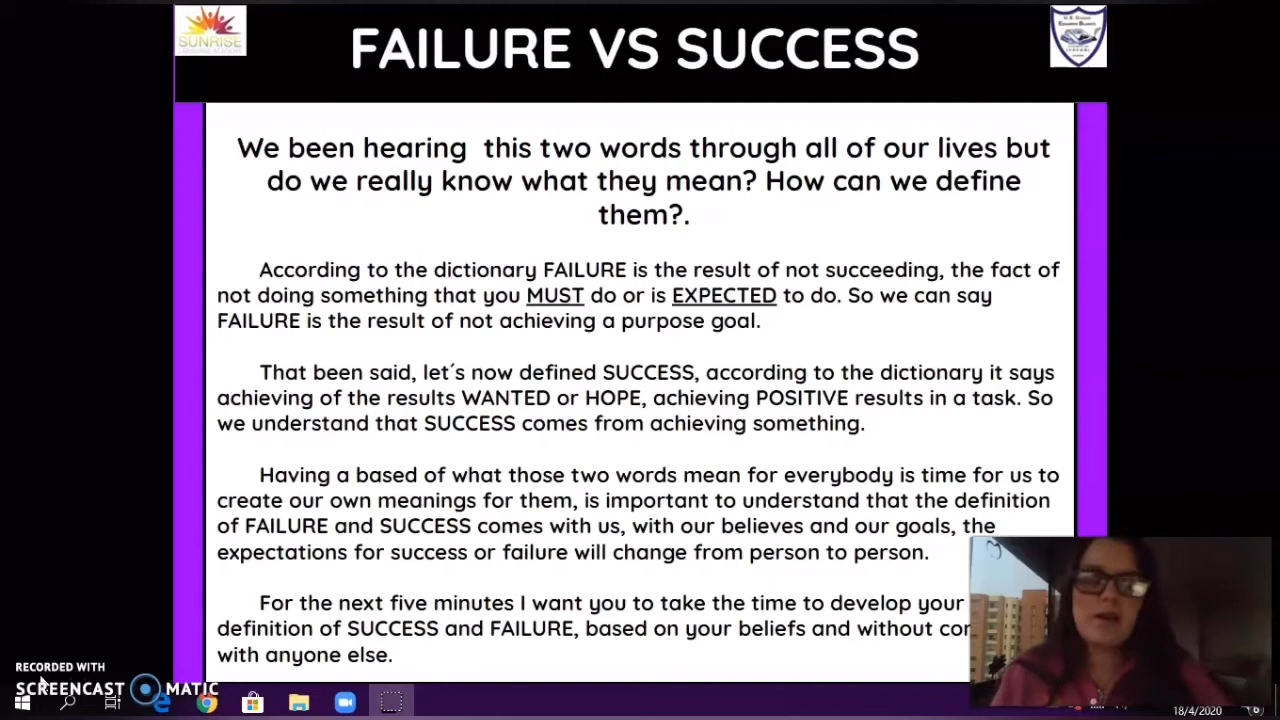 SUNRISE
FAILURE VS SUCCESS
We been hearing this two words through all of our lives but
do we really know what they mean? How can we define
them?.
According to the dictionary FAILURE is the result of not succeeding, the fact of
not doing something that you MUST do or is EXPECTED to do. So we can say
FAILURE is the result of not achieving a purpose goal.
That been said, let´s now defined SUCCESS, according to the dictionary it says
achieving of the results WANTED or HOPE, achieving POSITIVE results in a task. So
we understand that SUCCESS comes from achieving something.
Having a based of what those two words mean for everybody is time for us to
create our own meanings for them, is important to understand that the definition
of FAILURE and SUCCESS comes with us, with our believes and our goals, the
expectations for success or failure will change from person to person.
For the next five minutes I want you to take the time to develop your
definition of SUCCESS and FAILURE, based on your beliefs and without
with anyone else.
RECORDED WITH
SCREENCAST MATIC
18/4/2020